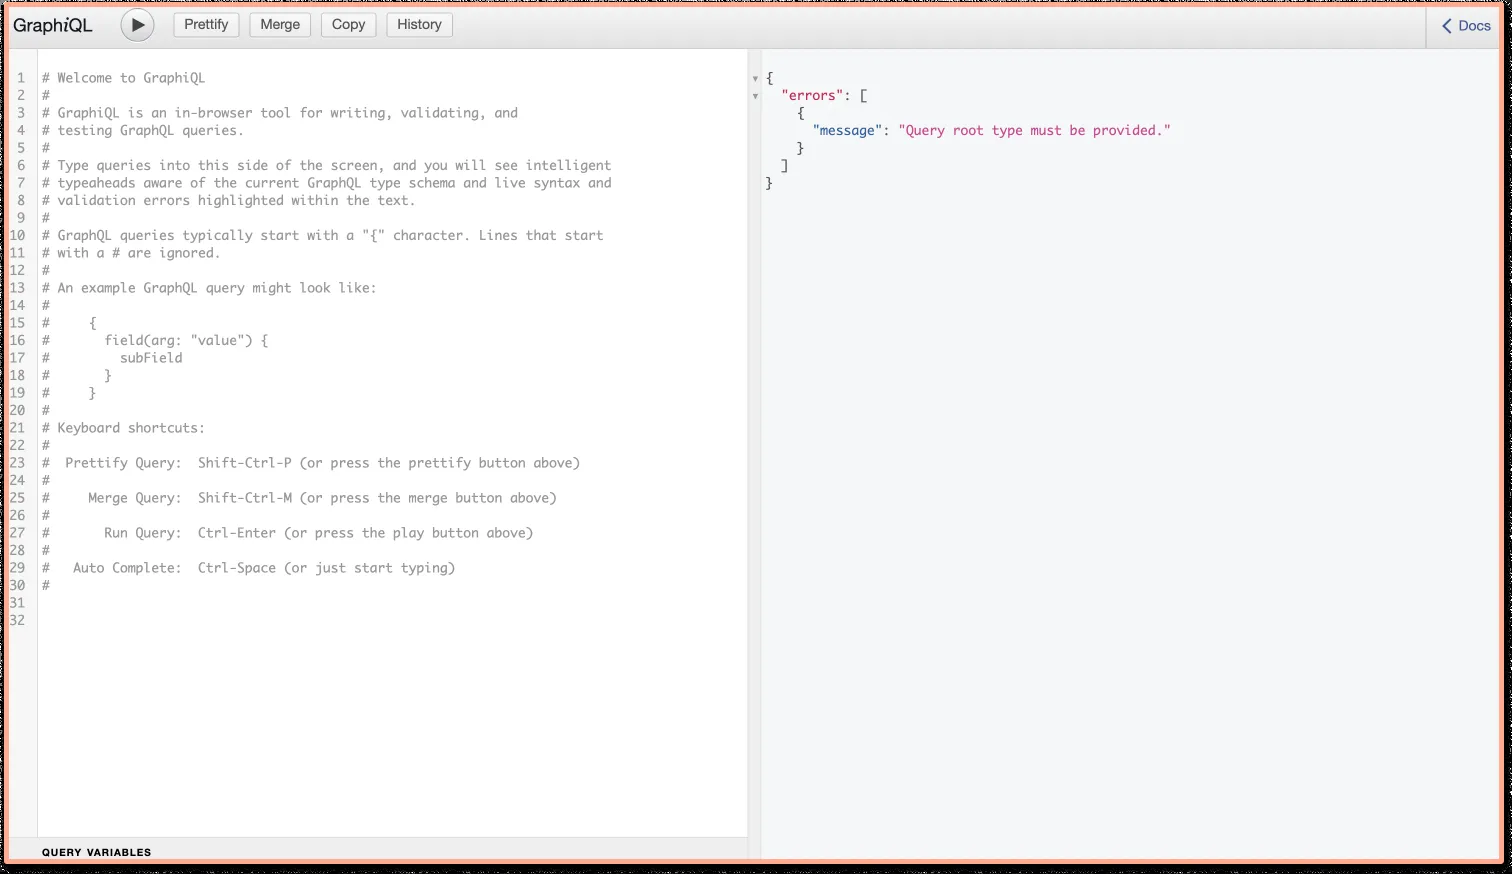 GraphiQL Prettify Merge Copy History Docs
1 # Welcome to GraphiQL
2 #
3 # GraphiQL is an in-browser tool for writing, validating, and
4 # testing GraphQL queries.
5 #
6 # Type queries into this side of the screen, and you will see intelligent
7 # typeaheads aware of the current GraphQL type schema and live syntax and
8 # validation errors highlighted within the text.
9 #
10 # GraphQL queries typically start with a "{" character. Lines that start
11 # with a # are ignored.
12 #
13 # An example GraphQL query might look like:
14 #
15 #     {
16 #       field(arg: "value") {
17 #         subField
18 #       }
19 #     }
20 #
21 # Keyboard shortcuts:
22 #
23 #  Prettify Query:  Shift-Ctrl-P (or press the prettify button above)
24 #
25 #     Merge Query:  Shift-Ctrl-M (or press the merge button above)
26 #
27 #       Run Query:  Ctrl-Enter (or press the play button above)
28 #
29 #   Auto Complete:  Ctrl-Space (or just start typing)
30 #
31
32
QUERY VARIABLES
{
  "errors": [
    {
      "message": "Query root type must be provided."
    }
  ]
}